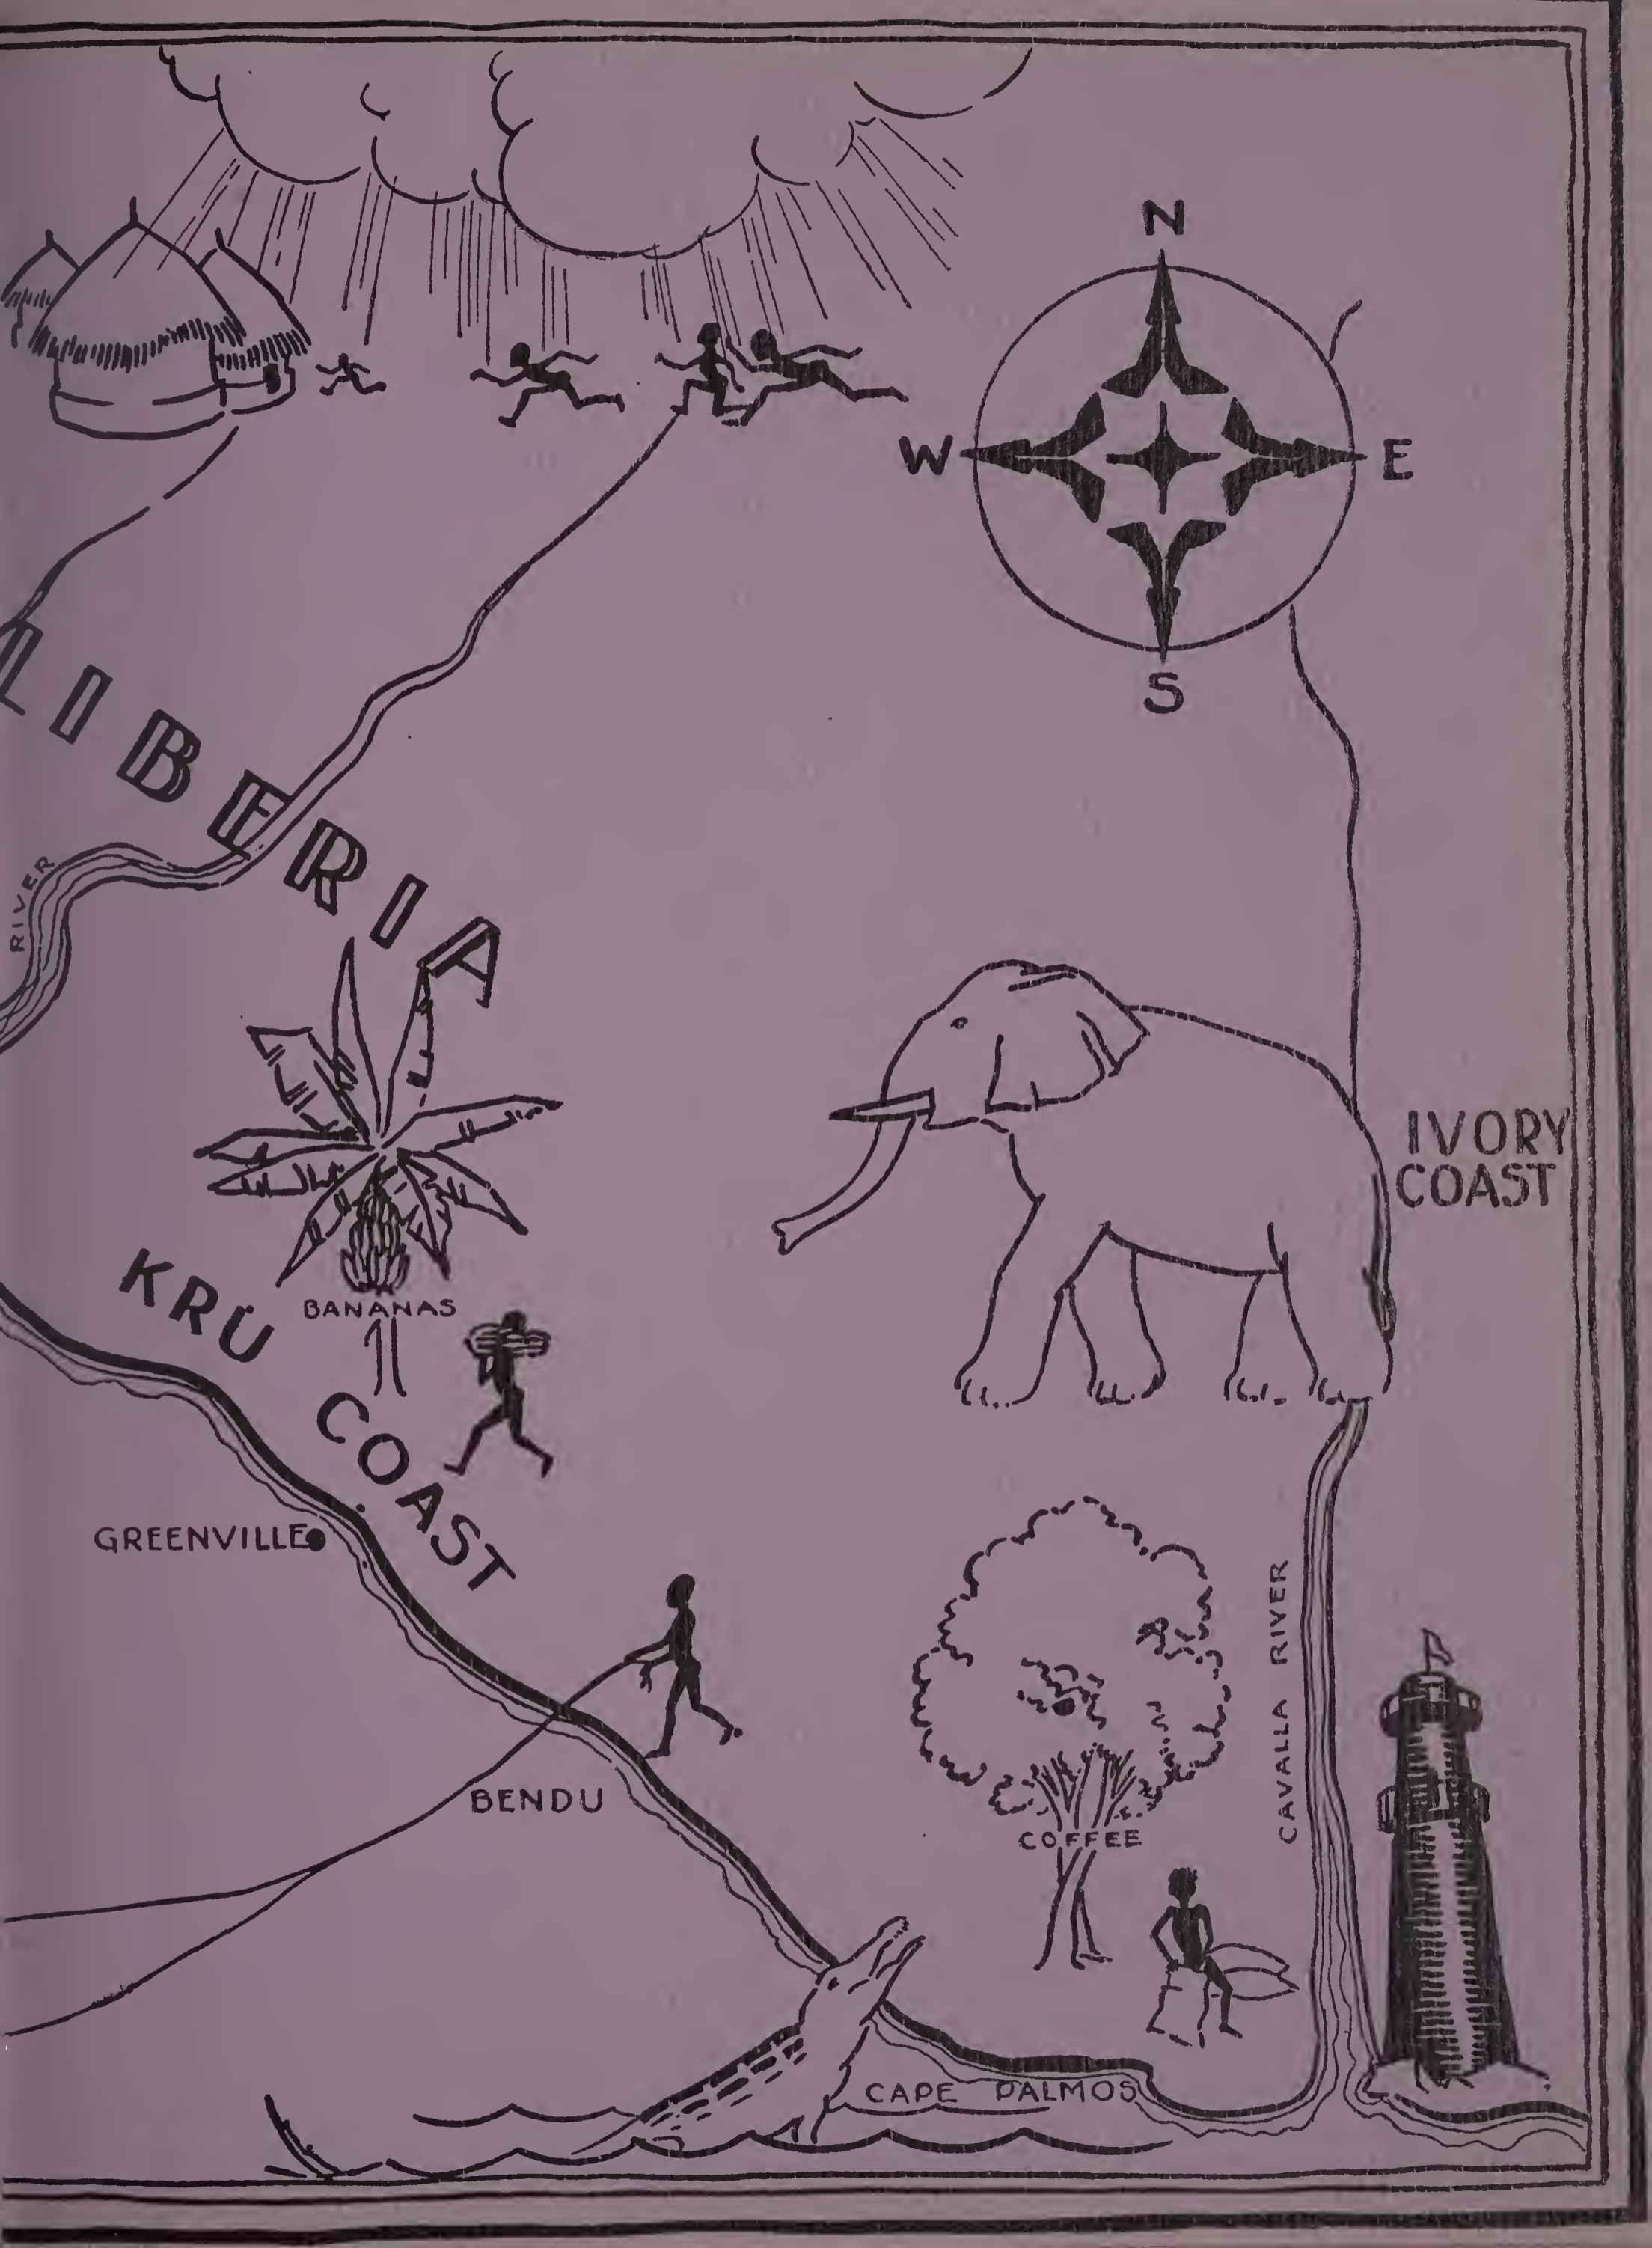 N
W
E
S
LIBERIA
RIVER
IVORY
COAST
BANANAS
KRU COAST
GREENVILLE
CAVALLA RIVER
BENDU
COFFEE
CAPE PALMOS